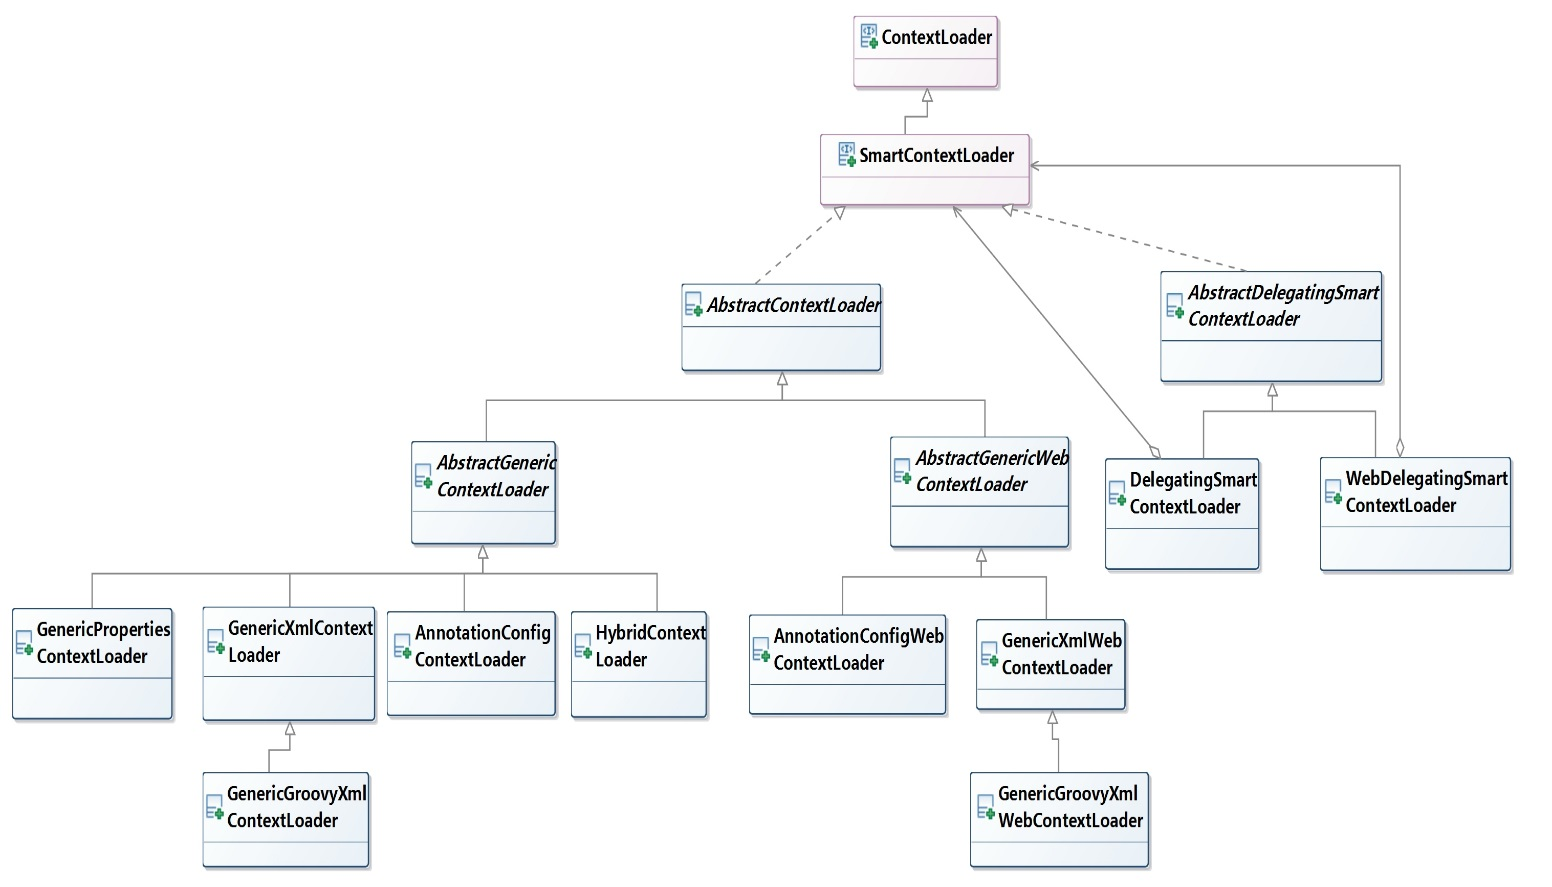 ContextLoader
SmartContextLoader
AbstractContextLoader
AbstractDelegatingSmart
ContextLoader
AbstractGeneric
ContextLoader
AbstractGenericWeb
ContextLoader
DelegatingSmart
ContextLoader
WebDelegatingSmart
ContextLoader
GenericProperties
ContextLoader
GenericXmlContext
Loader
AnnotationConfig
ContextLoader
HybridContext
Loader
AnnotationConfigWeb
ContextLoader
GenericXmlWeb
ContextLoader
GenericGroovyXml
ContextLoader
GenericGroovyXml
WebContextLoader